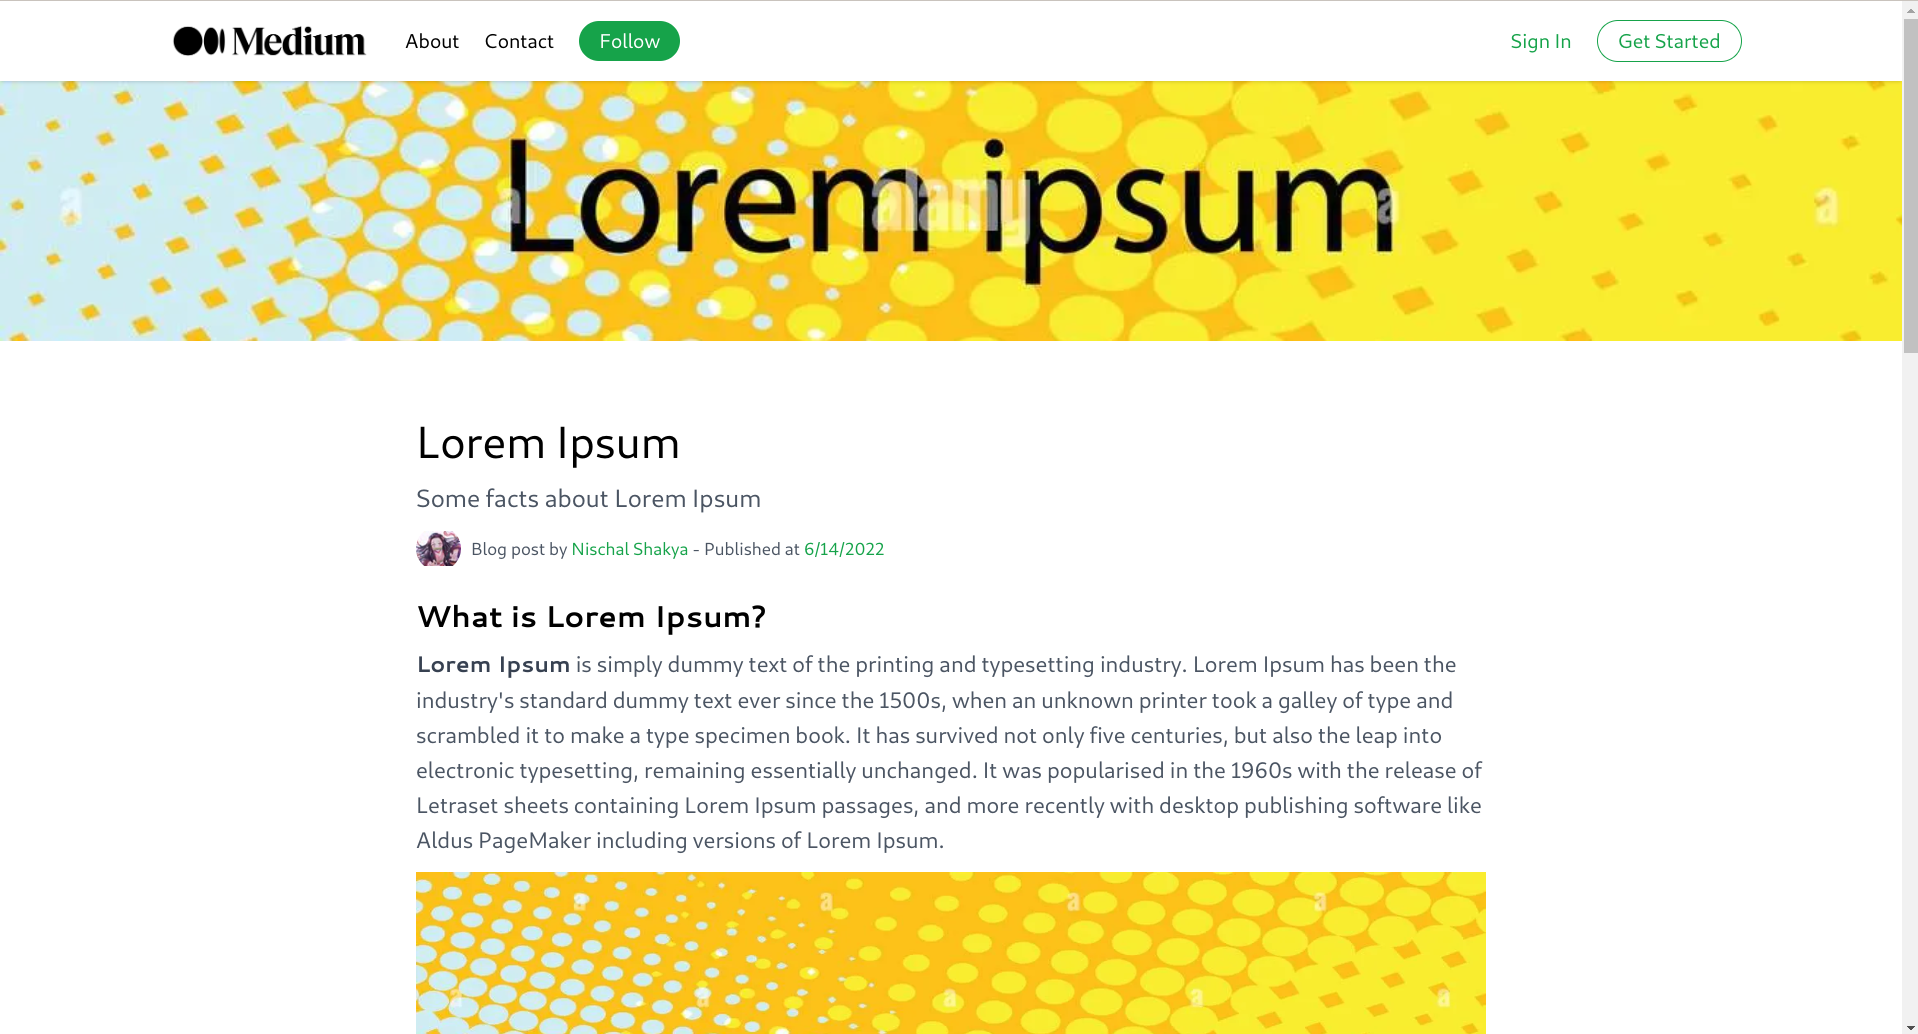 Medium About Contact Follow Sign In Get Started
Lorem ipsum
a a alamy a a
Lorem Ipsum
Some facts about Lorem Ipsum
Blog post by Nischal Shakya - Published at 6/14/2022
What is Lorem Ipsum?
Lorem Ipsum is simply dummy text of the printing and typesetting industry. Lorem Ipsum has been the
industry's standard dummy text ever since the 1500s, when an unknown printer took a galley of type and
scrambled it to make a type specimen book. It has survived not only five centuries, but also the leap into
electronic typesetting, remaining essentially unchanged. It was popularised in the 1960s with the release of
Letraset sheets containing Lorem Ipsum passages, and more recently with desktop publishing software like
Aldus PageMaker including versions of Lorem Ipsum.
a a a a
a a a a a